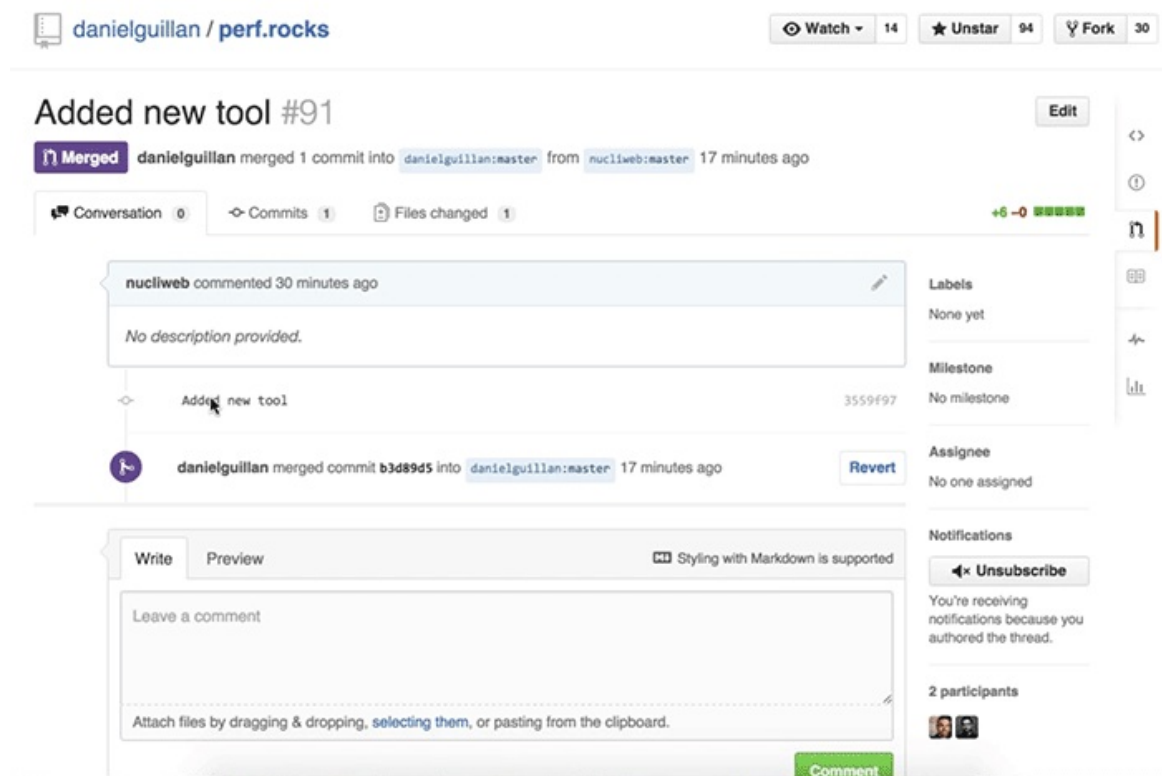 danielguillan / perf.rocks
Watch 14 Unstar 94 Fork 30
Added new tool #91
Edit
Merged danielguillan merged 1 commit into danielguillan:master from nucliweb:master 17 minutes ago
Conversation 0 Commits 1 Files changed 1 +6 −0
nucliweb commented 30 minutes ago
No description provided.
Added new tool 3559f97
danielguillan merged commit b3d89d5 into danielguillan:master 17 minutes ago Revert
Write Preview Styling with Markdown is supported
Leave a comment
Attach files by dragging & dropping, selecting them, or pasting from the clipboard.
Comment
Labels
None yet
Milestone
No milestone
Assignee
No one assigned
Notifications
Unsubscribe
You're receiving
notifications because you
authored the thread.
2 participants